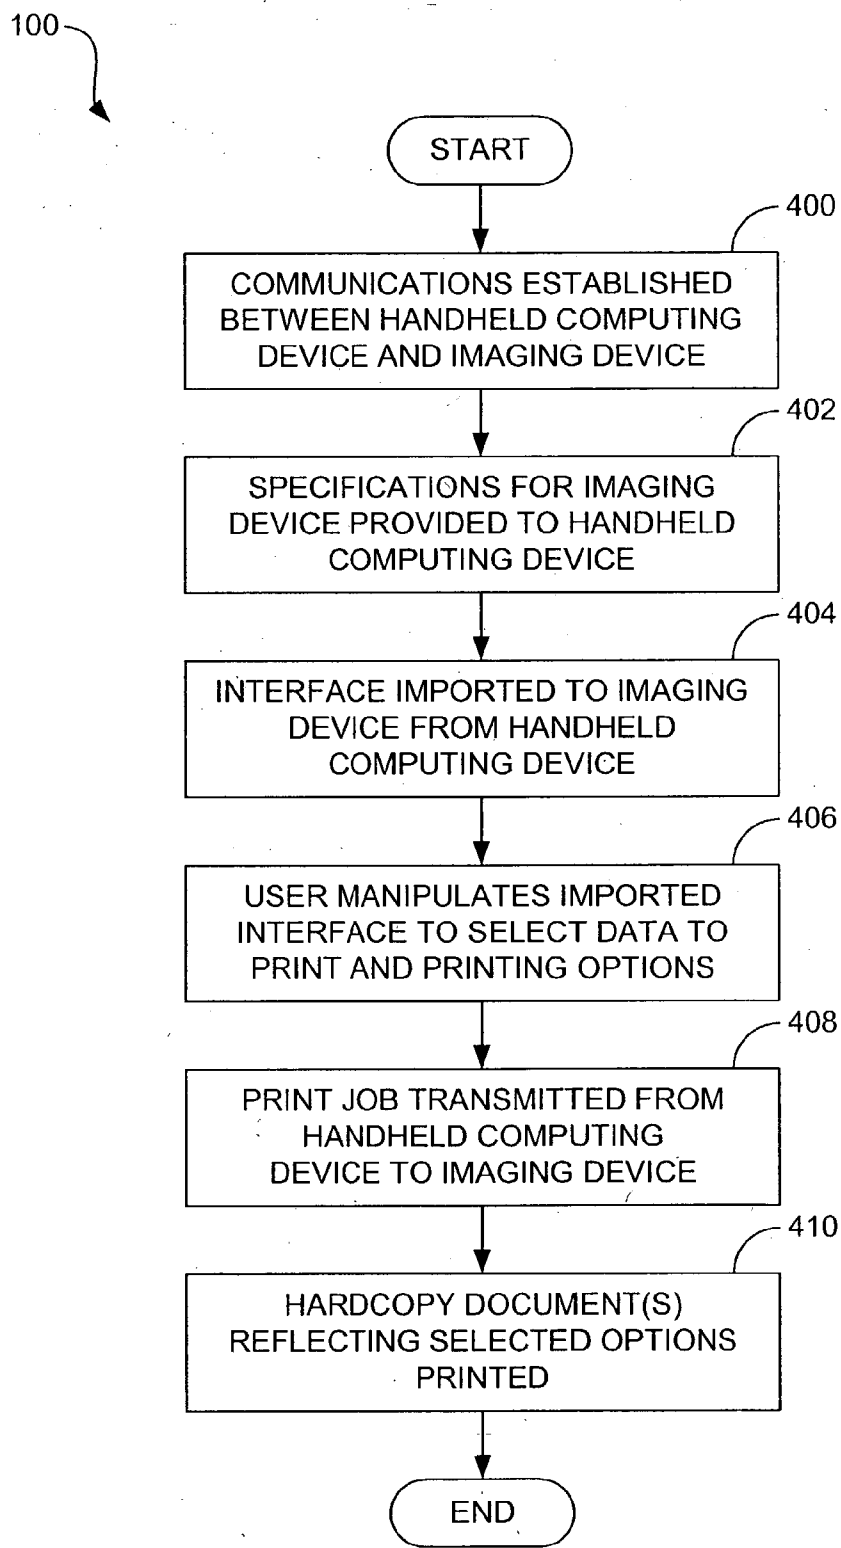 100
START
400
COMMUNICATIONS ESTABLISHED
BETWEEN HANDHELD COMPUTING
DEVICE AND IMAGING DEVICE
402
SPECIFICATIONS FOR IMAGING
DEVICE PROVIDED TO HANDHELD
COMPUTING DEVICE
404
INTERFACE IMPORTED TO IMAGING
DEVICE FROM HANDHELD
COMPUTING DEVICE
406
USER MANIPULATES IMPORTED
INTERFACE TO SELECT DATA TO
PRINT AND PRINTING OPTIONS
408
PRINT JOB TRANSMITTED FROM
HANDHELD COMPUTING
DEVICE TO IMAGING DEVICE
410
HARDCOPY DOCUMENT(S)
REFLECTING SELECTED OPTIONS
PRINTED
END